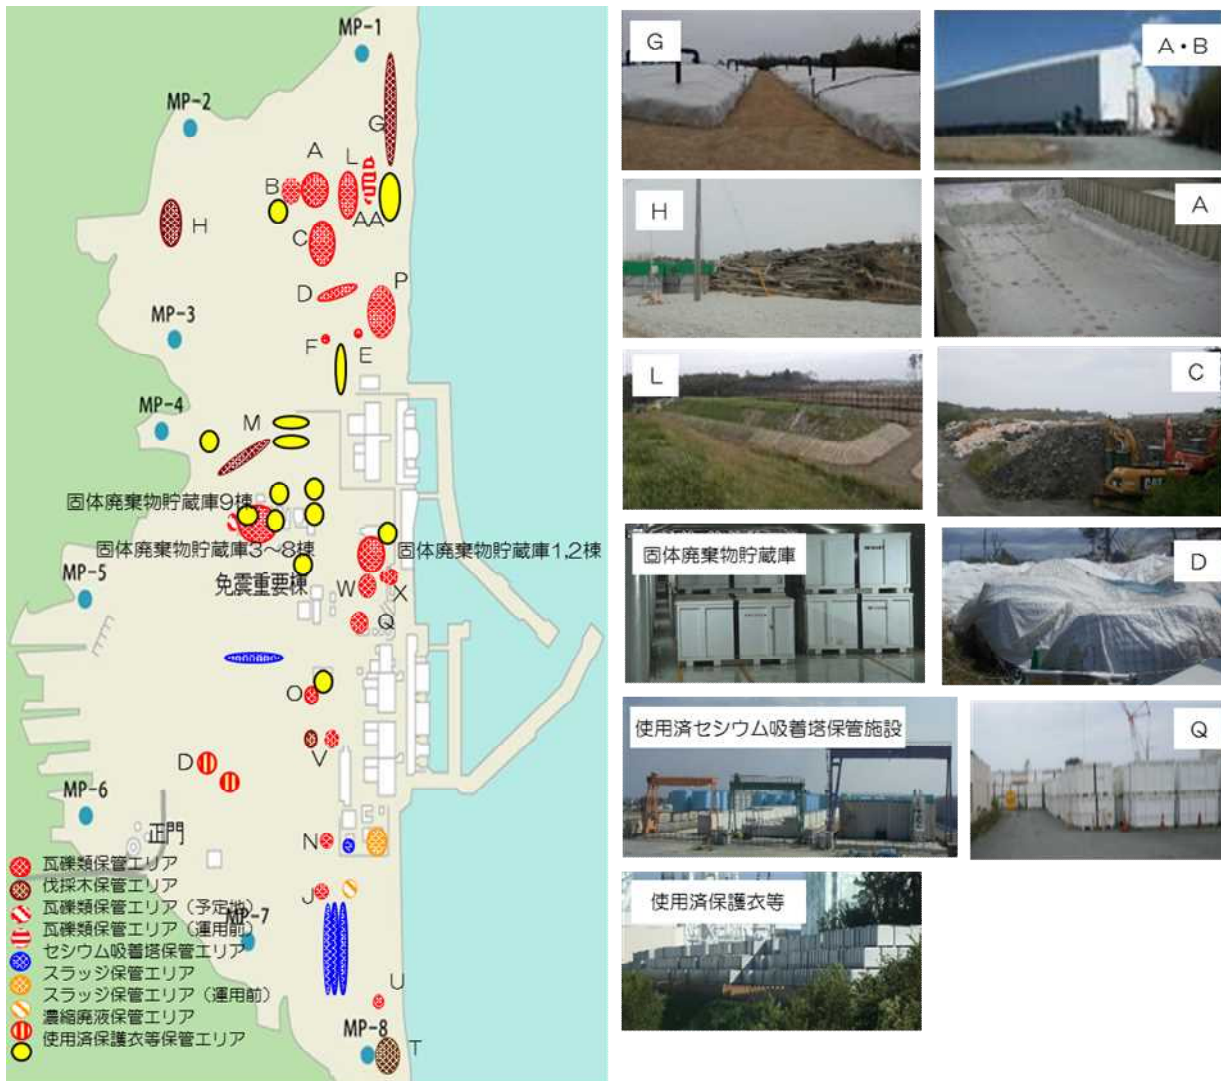 MP-1
MP-2
G
A
L
B
H
AA
C
D
P
MP-3
F
E
MP-4
M
固体廃棄物貯蔵庫9棟
固体廃棄物貯蔵庫3～8棟
固体廃棄物貯蔵庫1,2棟
MP-5
免震重要棟
W
X
Q
O
V
D
MP-6
正門
N
J
瓦礫類保管エリア
伐採木保管エリア
瓦礫類保管エリア（予定地）
瓦礫類保管エリア（運用前）
MP-7
セシウム吸着塔保管エリア
スラッジ保管エリア
スラッジ保管エリア（運用前）
濃縮廃液保管エリア
使用済保護衣等保管エリア
U
MP-8
T
G
A・B
H
A
L
C
CAT
固体廃棄物貯蔵庫
D
使用済セシウム吸着塔保管施設
Q
使用済保護衣等